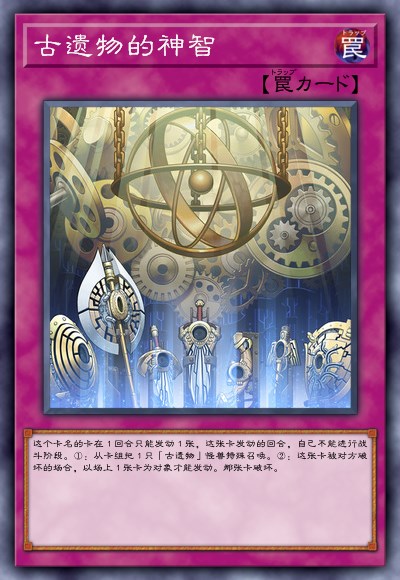 古遗物的神智
トラップ
罠
トラップ
【罠カード】
这个卡名的卡在1回合只能发动1张，这张卡发动的回合，自己不能进行战
斗阶段。①：从卡组把1只「古遗物」怪兽特殊召唤。②：这张卡被对方破
坏的场合，以场上1张卡为对象才能发动。那张卡破坏。